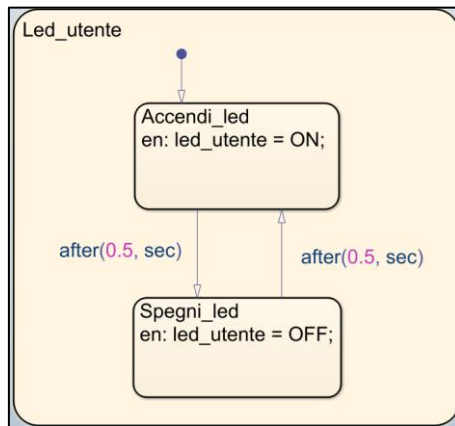 Led_utente
Accendi_led
en: led_utente = ON;
after(0.5, sec)
after(0.5, sec)
Spegni_led
en: led_utente = OFF;